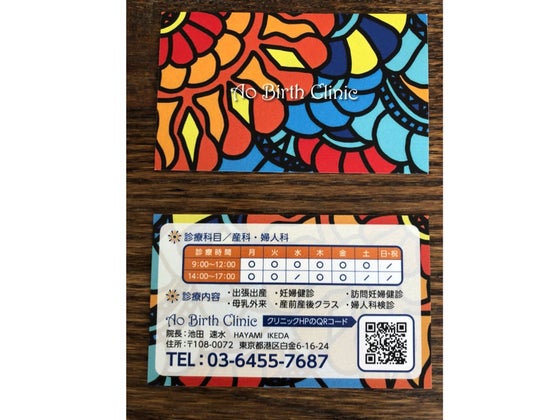 Ao Birth Clinic
診療科目/産科・婦人科
診療時間 月 火 水 木 金 土 日・祝
9:00~12:00 ○ ○ ○ ○ ○ ○ /
14:00~17:00 ○ ○ / ○ ○ / /
診療内容 ・出張出産 ・妊婦健診 ・訪問妊婦健診
・母乳外来 ・産前産後クラス ・婦人科検診
Ao Birth Clinic クリニックHPのQRコード
院長:池田 速水 HAYAMI IKEDA
住所:〒108-0072 東京都港区白金6-16-24
TEL:03-6455-7687